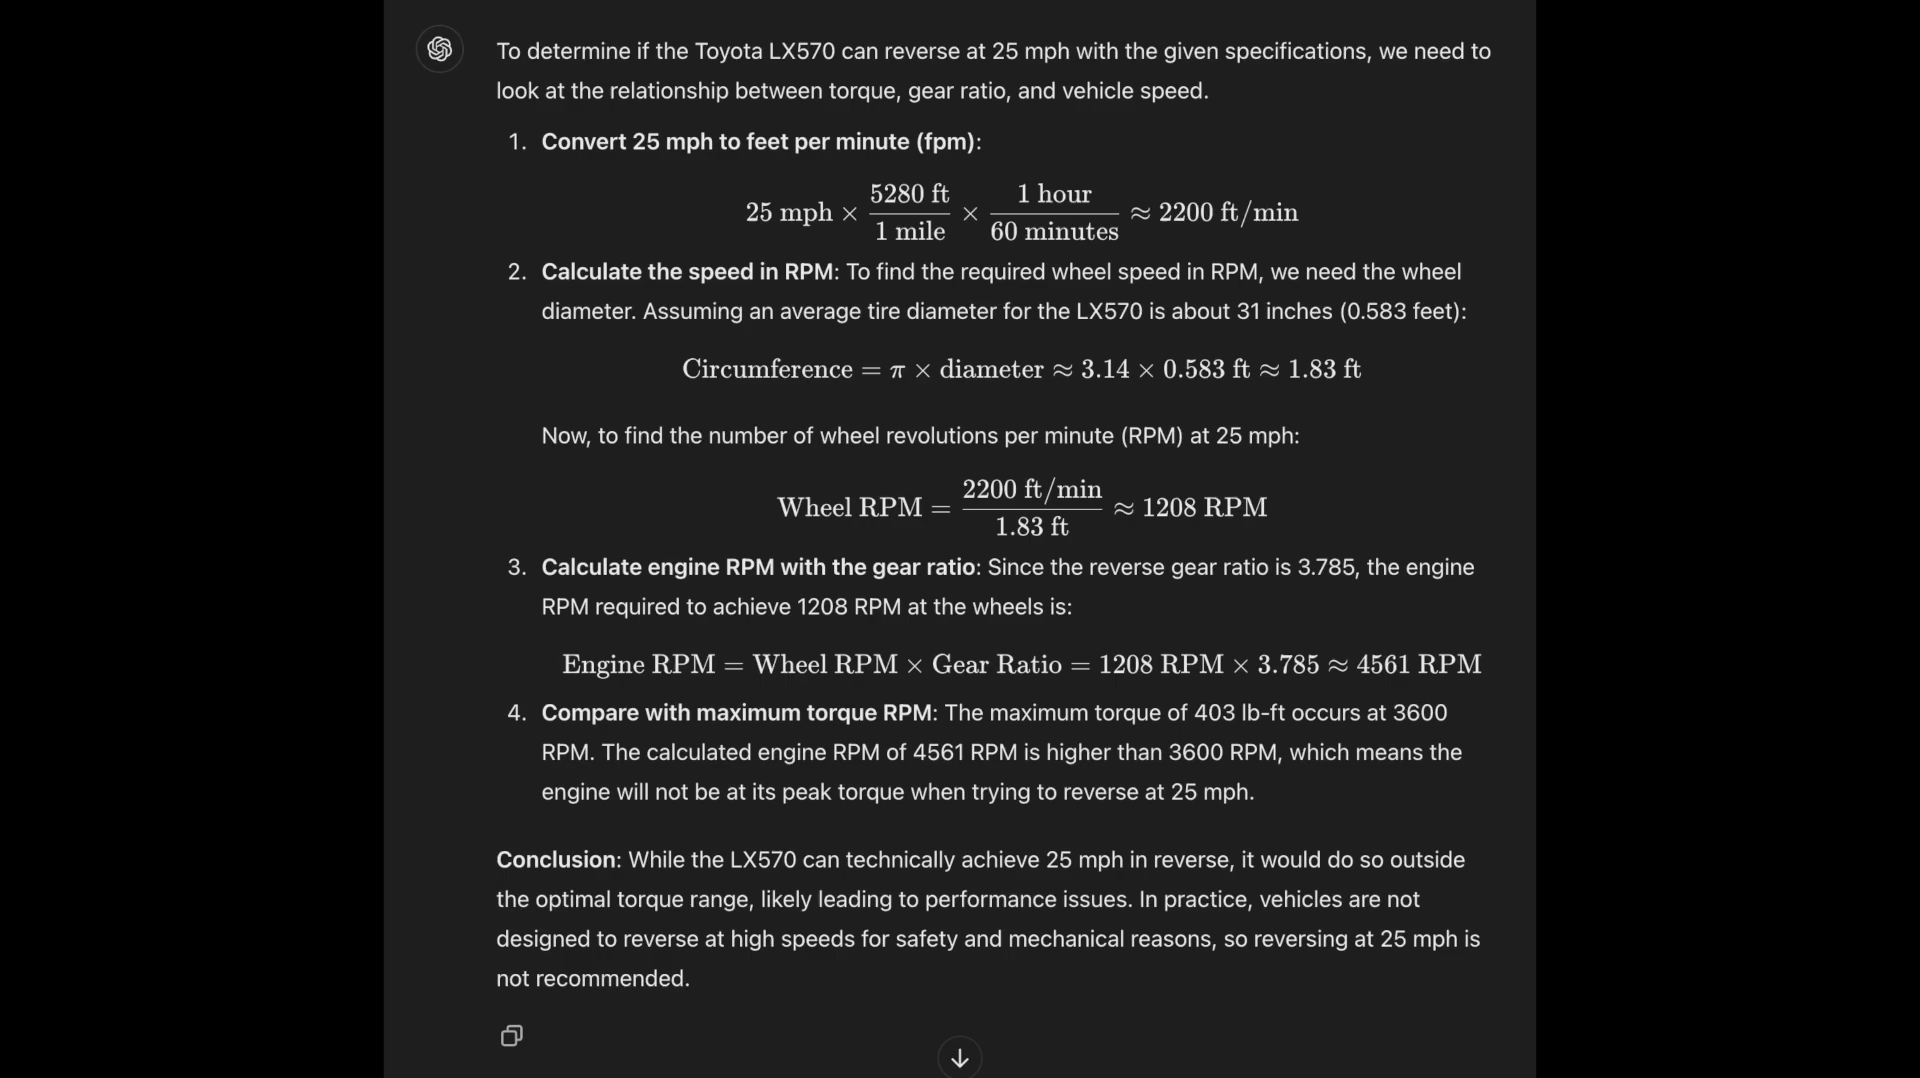 To determine if the Toyota LX570 can reverse at 25 mph with the given specifications, we need to
look at the relationship between torque, gear ratio, and vehicle speed.
1. Convert 25 mph to feet per minute (fpm):
25 mph × 5280 ft / 1 mile × 1 hour / 60 minutes ≈ 2200 ft/min
2. Calculate the speed in RPM: To find the required wheel speed in RPM, we need the wheel
diameter. Assuming an average tire diameter for the LX570 is about 31 inches (0.583 feet):
Circumference = π × diameter ≈ 3.14 × 0.583 ft ≈ 1.83 ft
Now, to find the number of wheel revolutions per minute (RPM) at 25 mph:
Wheel RPM = 2200 ft/min / 1.83 ft ≈ 1208 RPM
3. Calculate engine RPM with the gear ratio: Since the reverse gear ratio is 3.785, the engine
RPM required to achieve 1208 RPM at the wheels is:
Engine RPM = Wheel RPM × Gear Ratio = 1208 RPM × 3.785 ≈ 4561 RPM
4. Compare with maximum torque RPM: The maximum torque of 403 lb-ft occurs at 3600
RPM. The calculated engine RPM of 4561 RPM is higher than 3600 RPM, which means the
engine will not be at its peak torque when trying to reverse at 25 mph.
Conclusion: While the LX570 can technically achieve 25 mph in reverse, it would do so outside
the optimal torque range, likely leading to performance issues. In practice, vehicles are not
designed to reverse at high speeds for safety and mechanical reasons, so reversing at 25 mph is
not recommended.